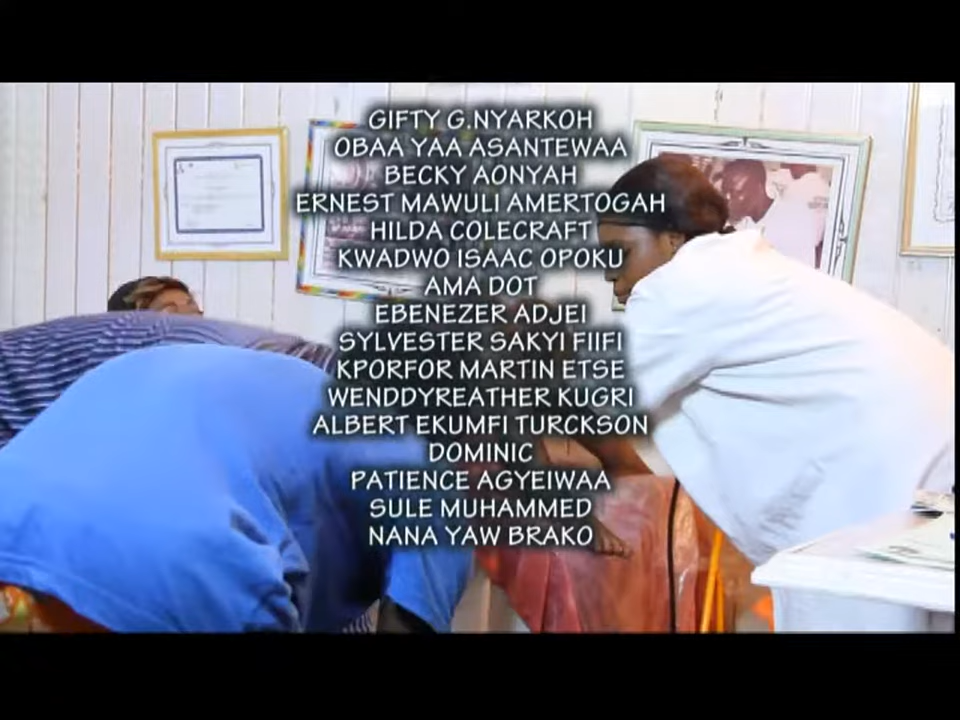 GIFTY G.NYARKOH
OBAA YAA ASANTEWAA
BECKY AONYAH
ERNEST MAWULI AMERTOGAH
HILDA COLECRAFT
KWADWO ISAAC OPOKU
AMA DOT
EBENEZER ADJEI
SYLVESTER SAKYI FIIFI
KPORFOR MARTIN ETSE
WENDDYREATHER KUGRI
ALBERT EKUMFI TURCKSON
DOMINIC
PATIENCE AGYEIWAA
SULE MUHAMMED
NANA YAW BRAKO